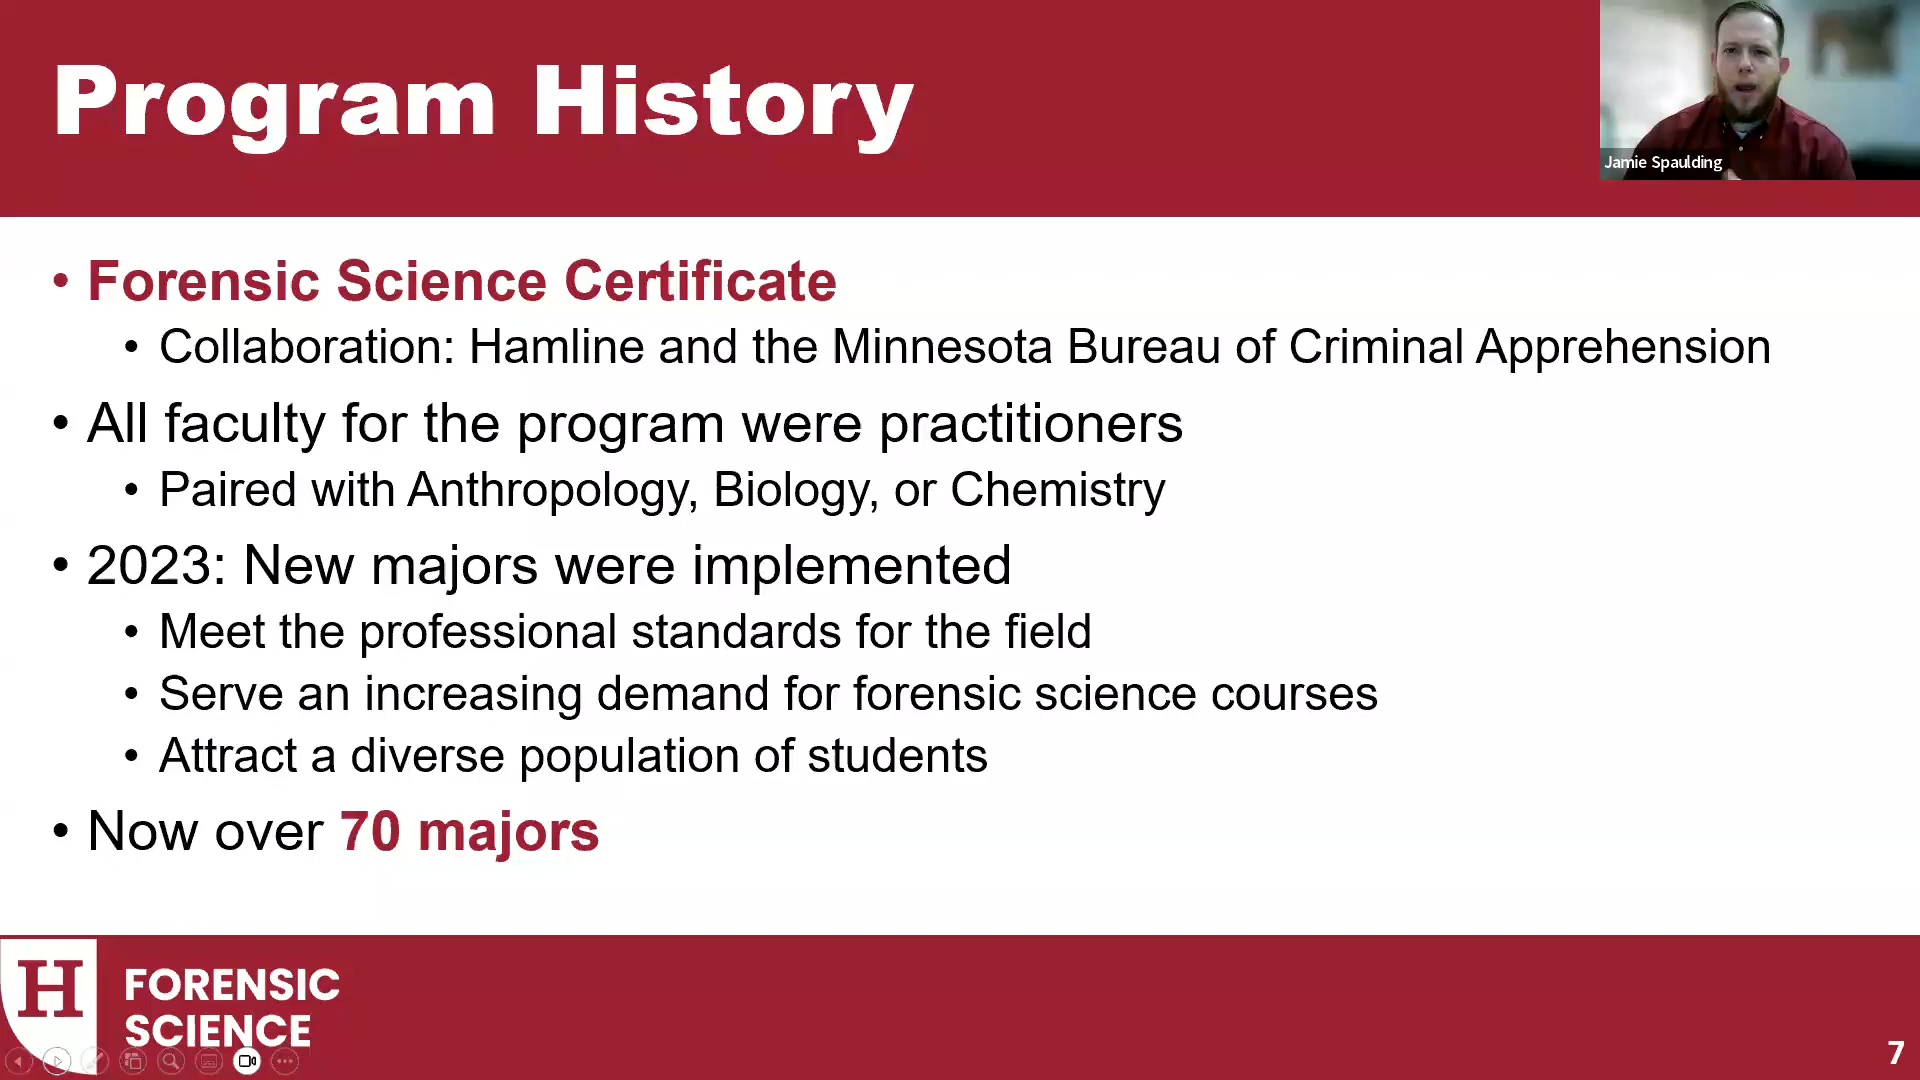 Program History
Jamie Spaulding
• Forensic Science Certificate
• Collaboration: Hamline and the Minnesota Bureau of Criminal Apprehension
• All faculty for the program were practitioners
• Paired with Anthropology, Biology, or Chemistry
• 2023: New majors were implemented
• Meet the professional standards for the field
• Serve an increasing demand for forensic science courses
• Attract a diverse population of students
• Now over 70 majors
H
FORENSIC
SCIENCE
7